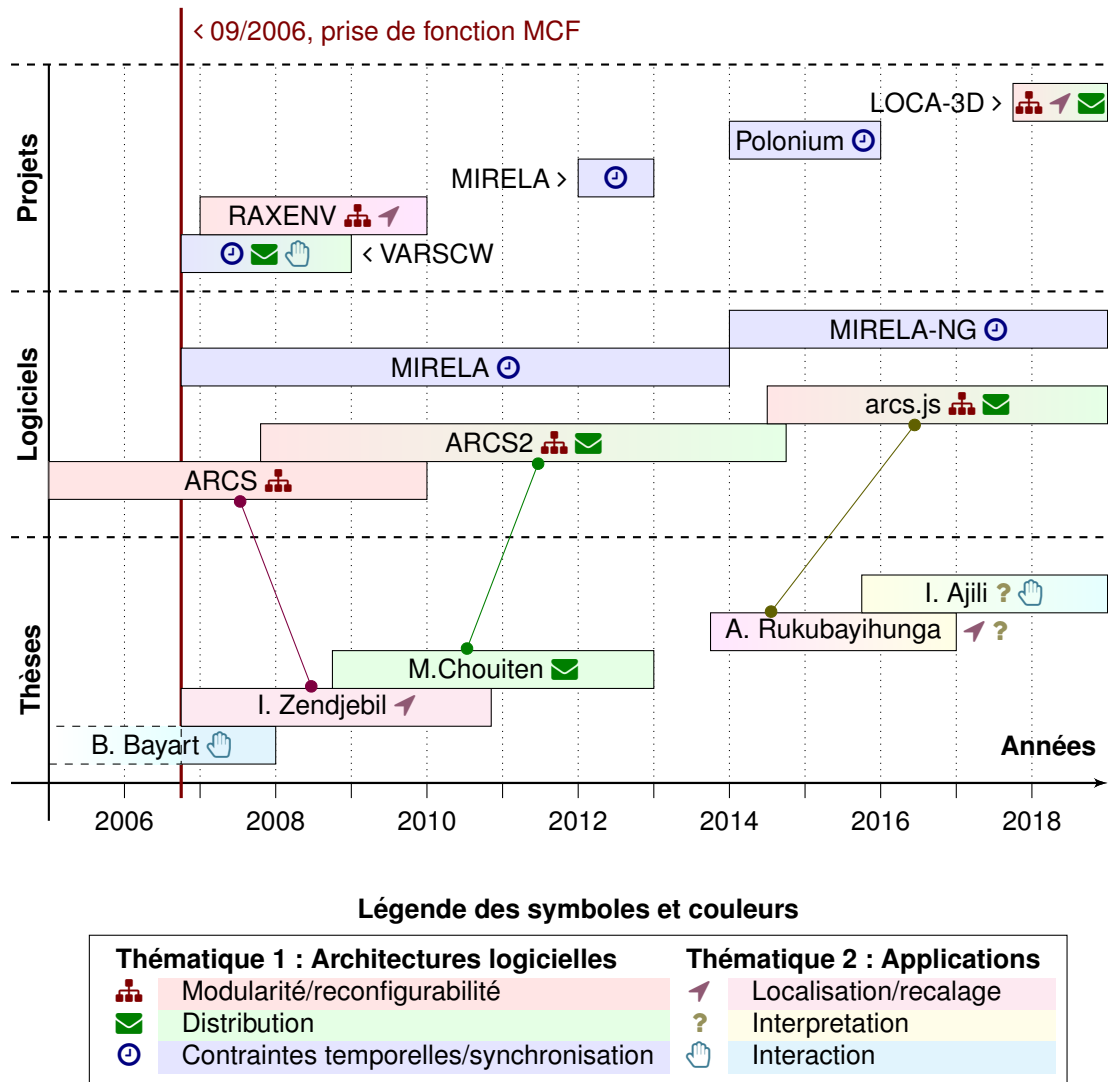 < 09/2006, prise de fonction MCF
Projets
LOCA-3D >
Polonium
MIRELA >
RAXENV
< VARSCW
Logiciels
MIRELA-NG
MIRELA
arcs.js
ARCS2
ARCS
Thèses
I. Ajili ?
A. Rukubayihunga ?
M.Chouiten
I. Zendjebil
B. Bayart
Années
2006 2008 2010 2012 2014 2016 2018
Légende des symboles et couleurs
Thématique 1 : Architectures logicielles
Modularité/reconfigurabilité
Distribution
Contraintes temporelles/synchronisation
Thématique 2 : Applications
Localisation/recalage
? Interpretation
Interaction